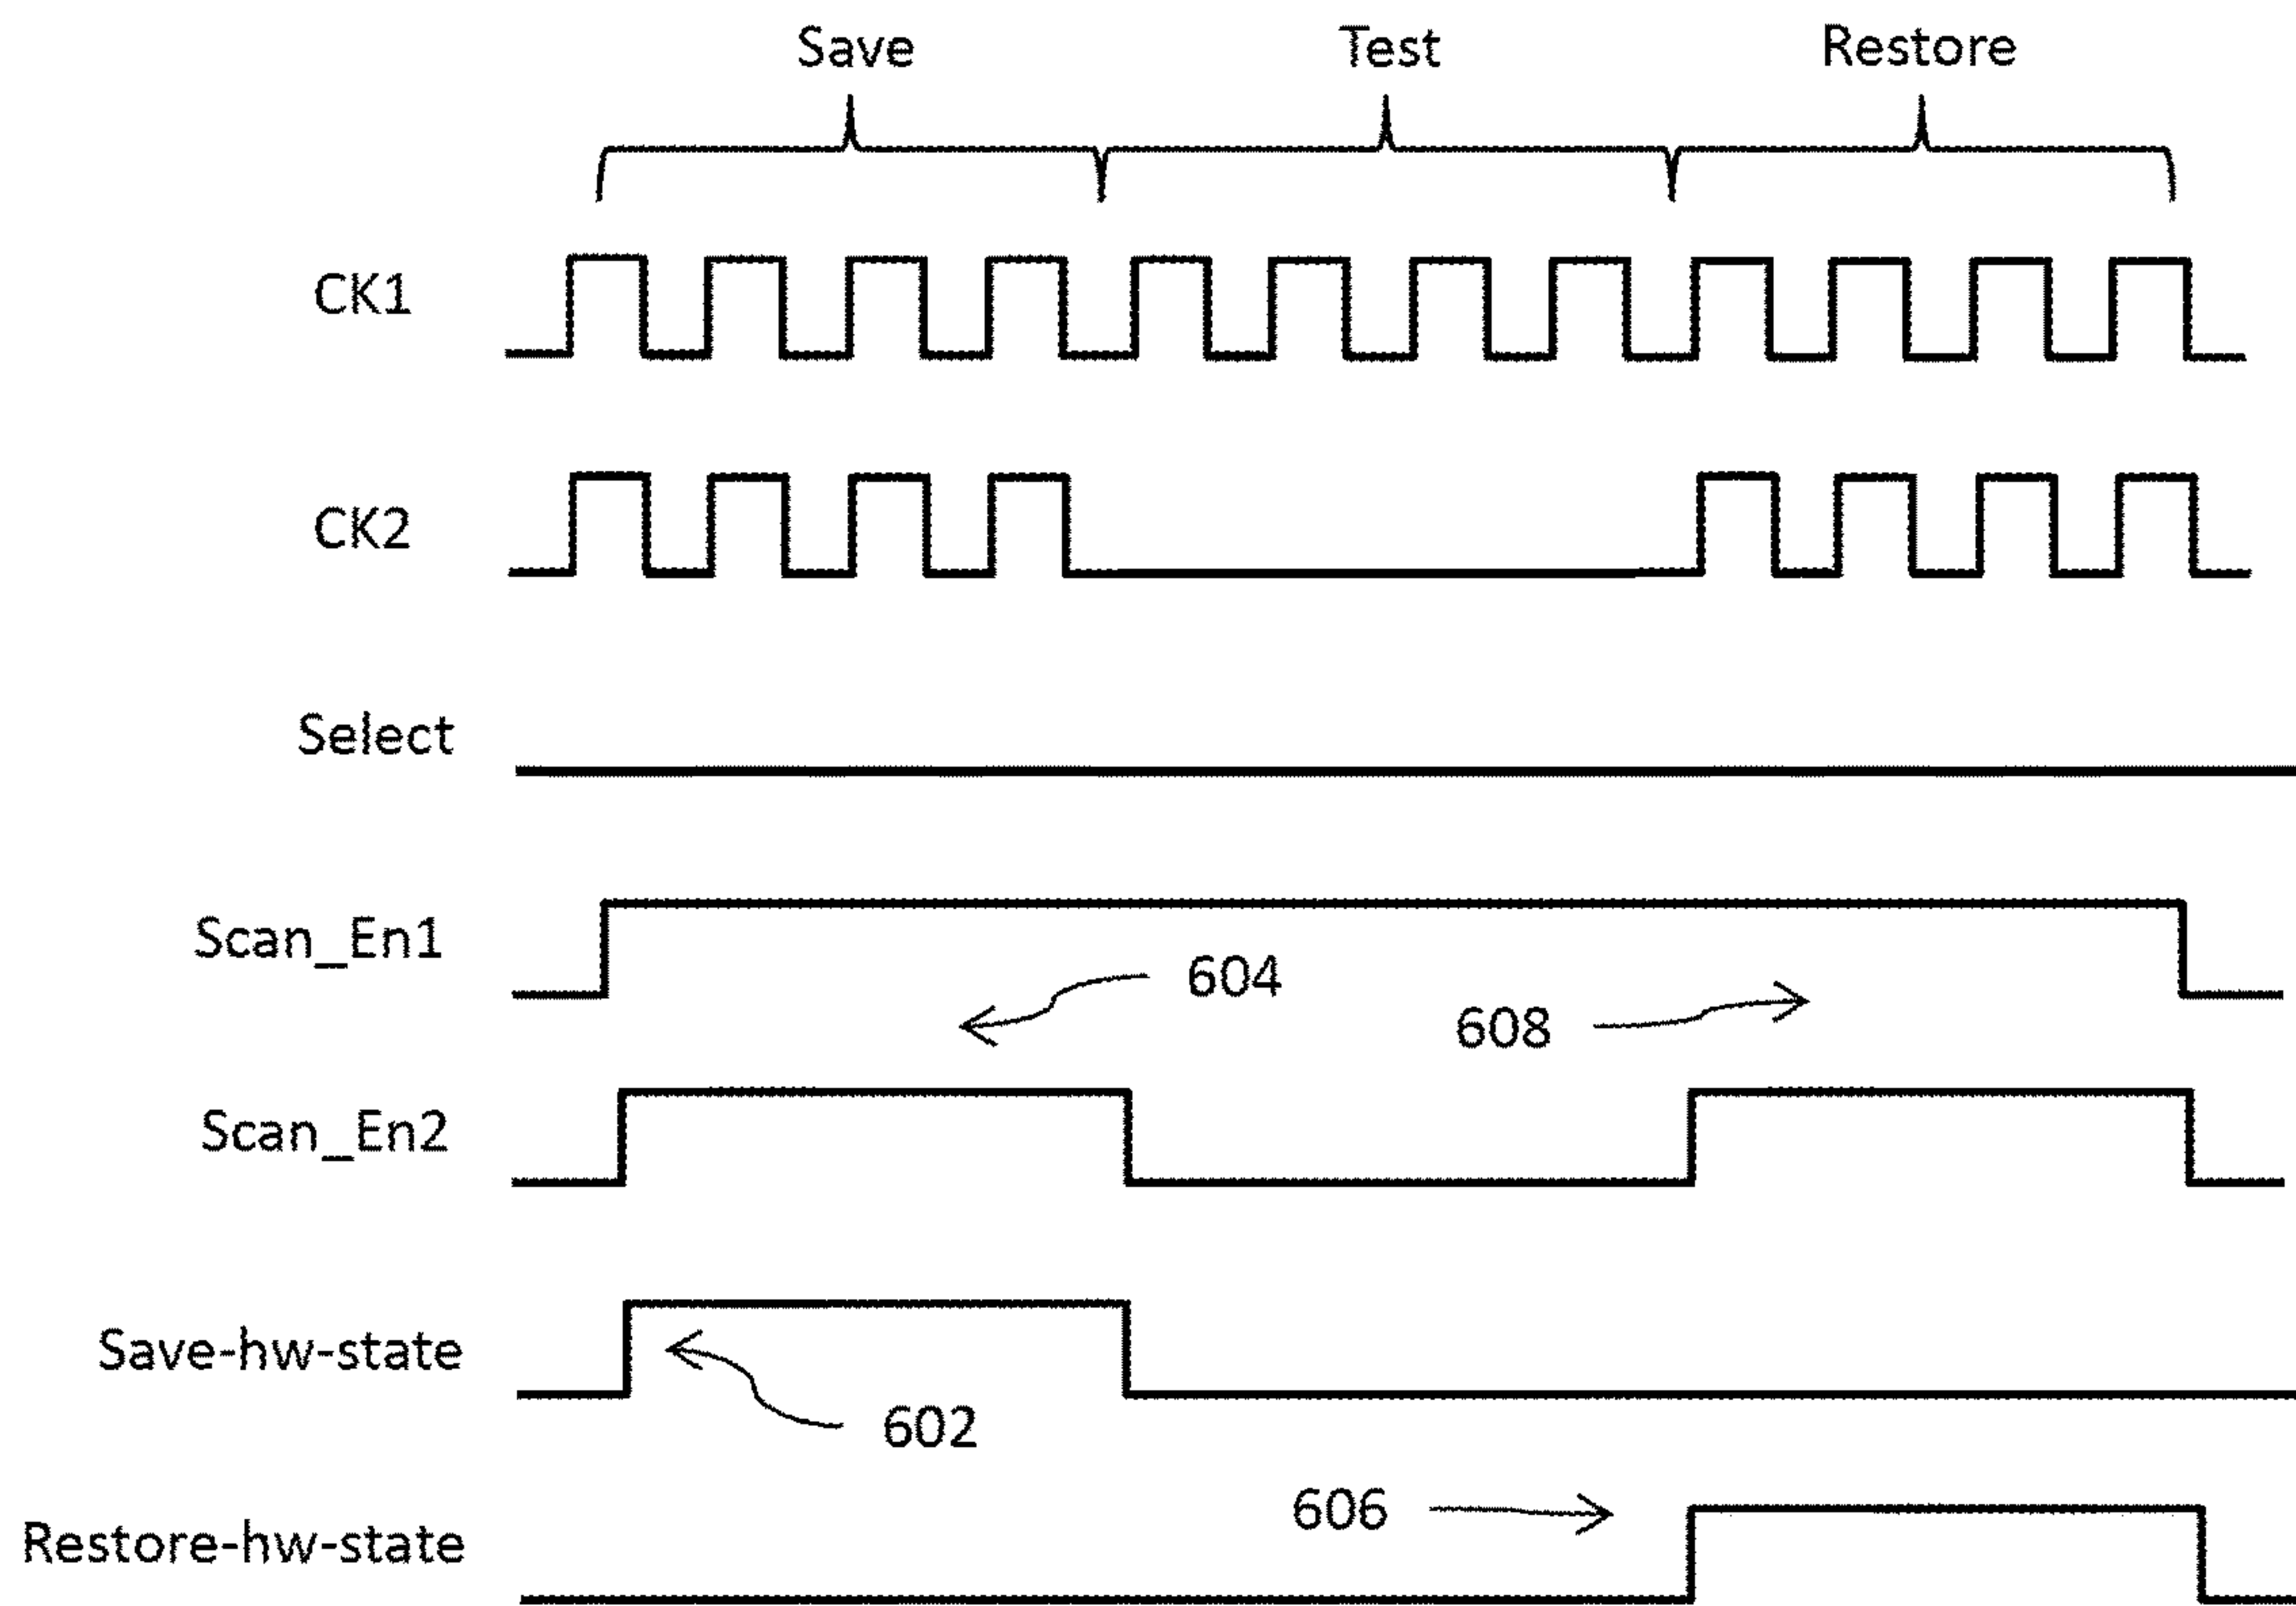 Save Test Restore
CK1
CK2
Select
Scan_En1
604
608
Scan_En2
Save-hw-state
602
606
Restore-hw-state